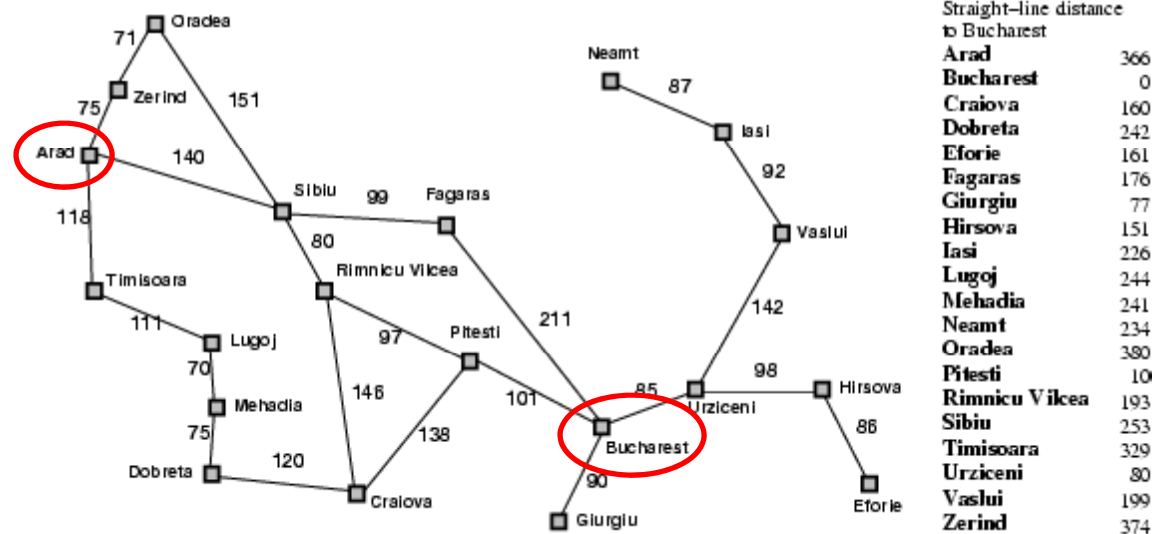 Oradea
71
Neamt
87
Zerind
151
75
Iasi
Arad
140
92
Sibiu
99
Fagaras
118
80
Vaslui
Rimnicu Vilcea
Timisoara
211
142
111
Lugoj
97
Pitesti
70
98
Hirsova
146
101
85
Urziceni
Mehadia
75
138
86
Bucharest
Dobreta
120
90
Craiova
Eforie
Giurgiu
Straight–line distance
to Bucharest
Arad 366
Bucharest 0
Craiova 160
Dobreta 242
Eforie 161
Fagaras 176
Giurgiu 77
Hirsova 151
Iasi 226
Lugoj 244
Mehadia 241
Neamt 234
Oradea 380
Pitesti 10
Rimnicu Vilcea 193
Sibiu 253
Timisoara 329
Urziceni 80
Vaslui 199
Zerind 374